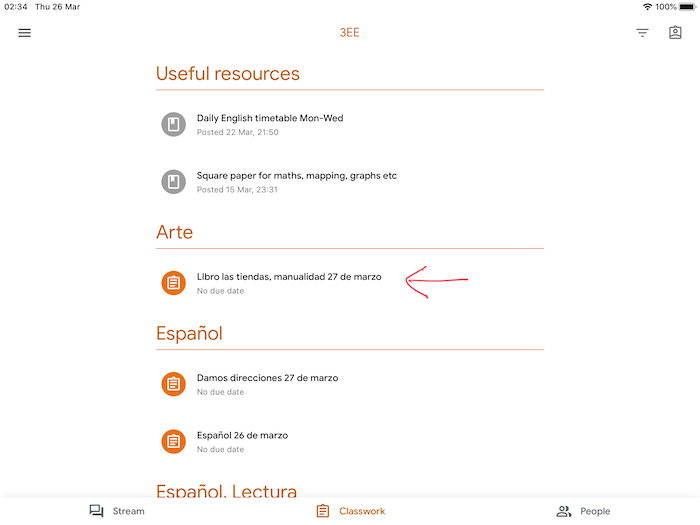 02:34 Thu 26 Mar 100%
3EE
Useful resources
Daily English timetable Mon-Wed
Posted 22 Mar, 21:50
Square paper for maths, mapping, graphs etc
Posted 15 Mar, 23:31
Arte
LIbro las tiendas, manualidad 27 de marzo
No due date
Español
Damos direcciones 27 de marzo
No due date
Español 26 de marzo
No due date
Español, Lectura
Stream Classwork People